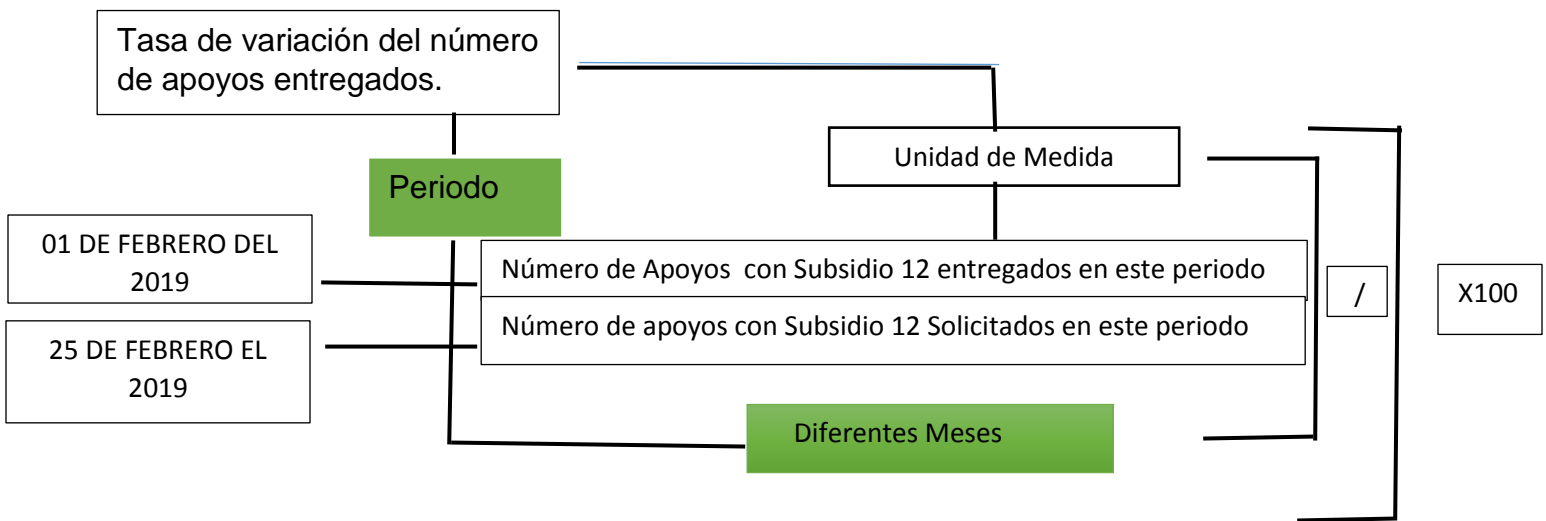 Tasa de variación del número
de apoyos entregados.
Unidad de Medida
Periodo
01 DE FEBRERO DEL
2019
Número de Apoyos con Subsidio 12 entregados en este periodo
/
X100
Número de apoyos con Subsidio 12 Solicitados en este periodo
25 DE FEBRERO EL
2019
Diferentes Meses